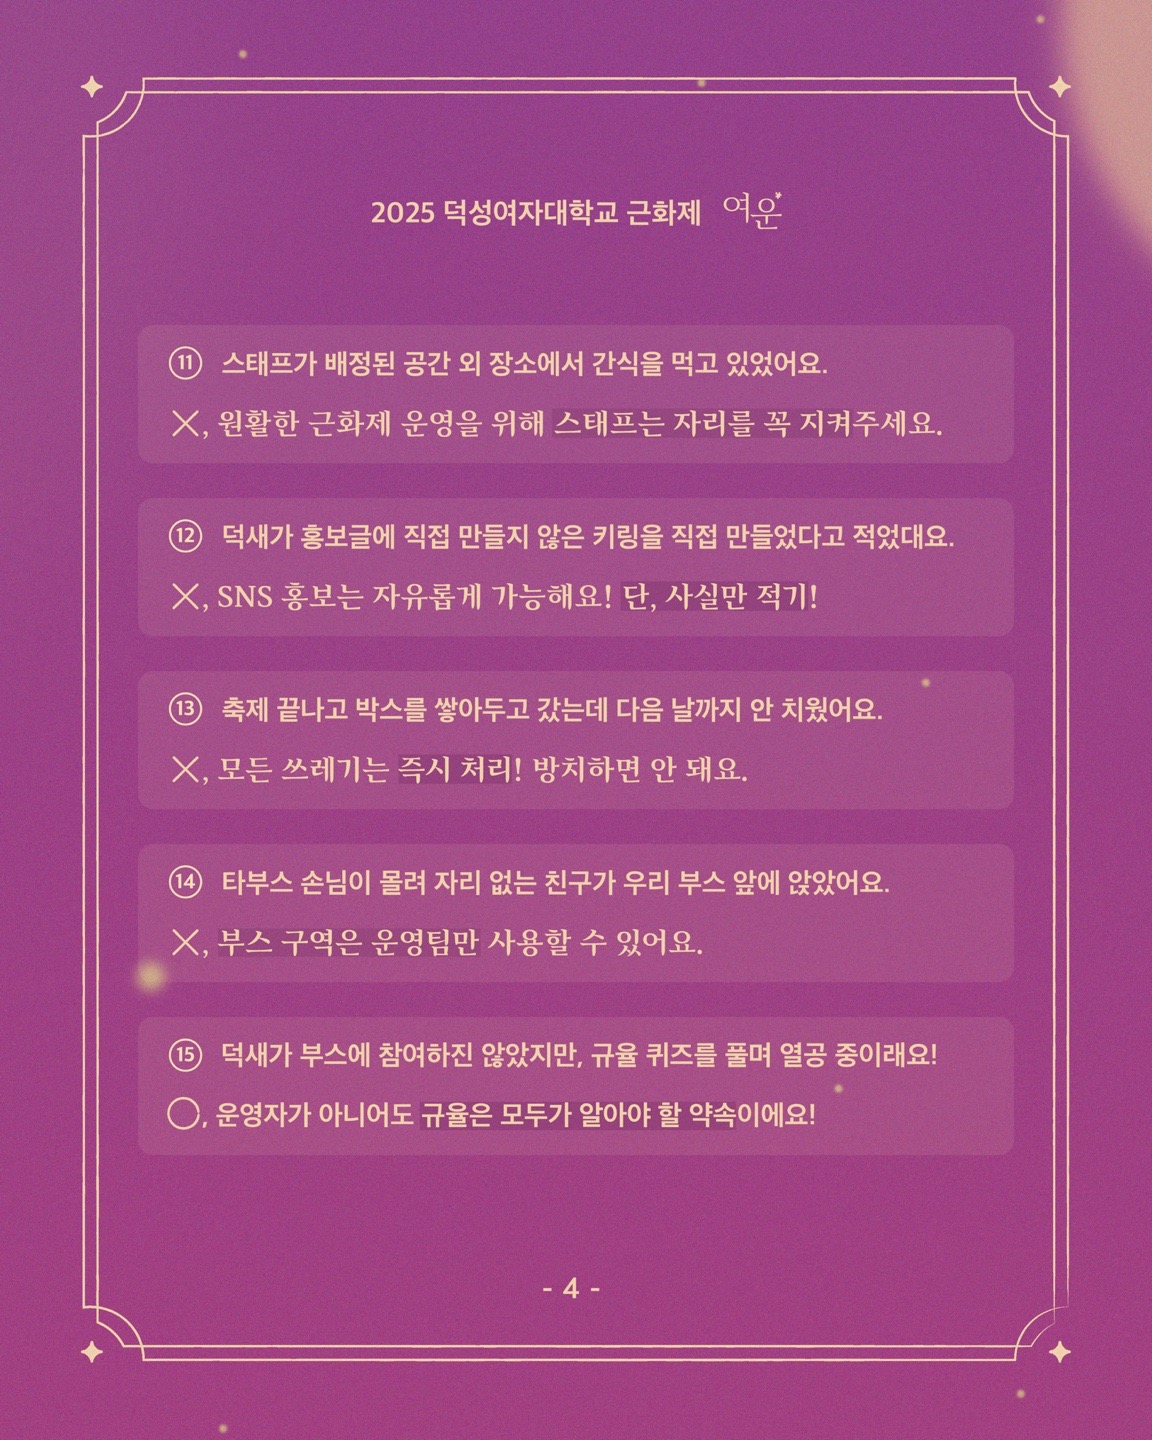 2025 덕성여자대학교 근화제 여운
⑪ 스태프가 배정된 공간 외 장소에서 간식을 먹고 있었어요.
X, 원활한 근화제 운영을 위해 스태프는 자리를 꼭 지켜주세요.
⑫ 덕새가 홍보글에 직접 만들지 않은 키링을 직접 만들었다고 적었대요.
X, SNS 홍보는 자유롭게 가능해요! 단, 사실만 적기!
⑬ 축제 끝나고 박스를 쌓아두고 갔는데 다음 날까지 안 치웠어요.
X, 모든 쓰레기는 즉시 처리! 방치하면 안 돼요.
⑭ 타부스 손님이 몰려 자리 없는 친구가 우리 부스 앞에 앉았어요.
X, 부스 구역은 운영팀만 사용할 수 있어요.
⑮ 덕새가 부스에 참여하진 않았지만, 규율 퀴즈를 풀며 열공 중이래요!
◯, 운영자가 아니어도 규율은 모두가 알아야 할 약속이에요!
- 4 -